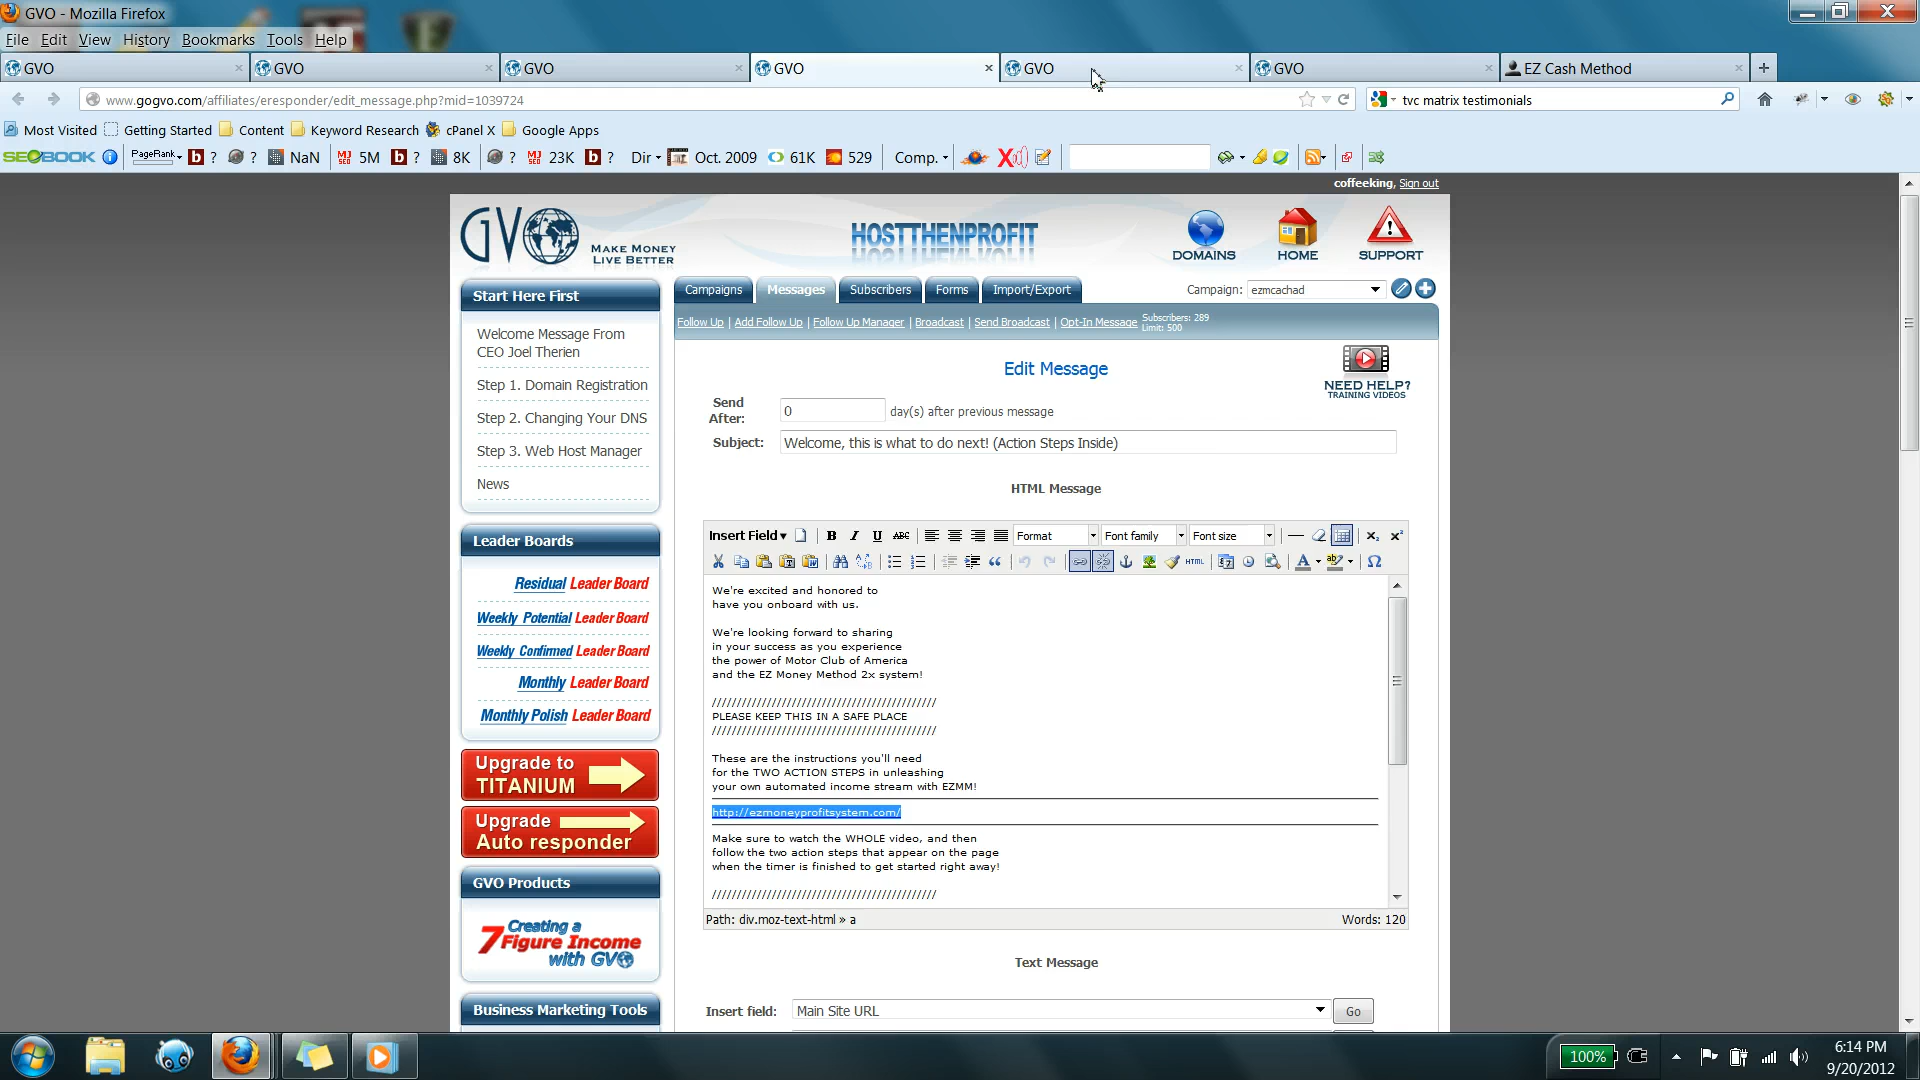 GVO - Mozilla Firefox
File Edit View History Bookmarks Tools Help
GVO
GVO
GVO
GVO
GVO
GVO
EZ Cash Method
www.gogvo.com/affiliates/eresponder/edit_message.php?mid=1039724
tvc matrix testimonials
Most Visited Getting Started Content Keyword Research cPanel X Google Apps
SEOBOOK PageRank ? ? NaN 5M ? 8K ? 23K ? Dir Oct. 2009 61K 529 Comp.
coffeeking, Sign out
GVO MAKE MONEY
LIVE BETTER
HOSTTHENPROFIT
DOMAINS HOME SUPPORT
Campaigns Messages Subscribers Forms Import/Export
Campaign: ezmcachad
Follow Up | Add Follow Up | Follow Up Manager | Broadcast | Send Broadcast | Opt-In Message
Subscribers: 289
Limit: 500
Start Here First
Welcome Message From
CEO Joel Therien
Step 1. Domain Registration
Step 2. Changing Your DNS
Step 3. Web Host Manager
News
Leader Boards
Residual Leader Board
Weekly Potential Leader Board
Weekly Confirmed Leader Board
Monthly Leader Board
Monthly Polish Leader Board
Upgrade to
TITANIUM
Upgrade
Auto responder
GVO Products
Creating a
7 Figure Income
with GVO
Business Marketing Tools
Edit Message
NEED HELP?
TRAINING VIDEOS
Send
After:
0
day(s) after previous message
Subject:
Welcome, this is what to do next! (Action Steps Inside)
HTML Message
Insert Field B I U ABC Format Font family Font size
HTML
We're excited and honored to
have you onboard with us.
We're looking forward to sharing
in your success as you experience
the power of Motor Club of America
and the EZ Money Method 2x system!
/////////////////////////////////////////////
PLEASE KEEP THIS IN A SAFE PLACE
/////////////////////////////////////////////
These are the instructions you'll need
for the TWO ACTION STEPS in unleashing
your own automated income stream with EZMM!
http://ezmoneyprofitsystem.com/
Make sure to watch the WHOLE video, and then
follow the two action steps that appear on the page
when the timer is finished to get started right away!
/////////////////////////////////////////////
Path: div.moz-text-html » a
Words: 120
Text Message
Insert field:
Main Site URL
Go
100%
6:14 PM
9/20/2012